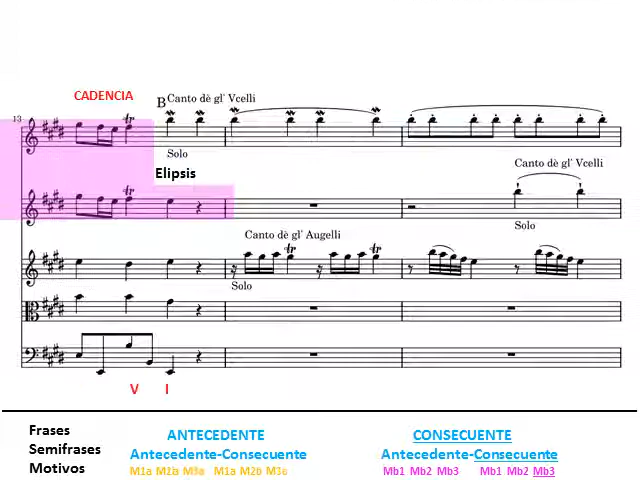 CADENCIA
B Canto dè gl' Vcelli
13
Solo
Elipsis
Canto dè gl' Vcelli
Solo
Canto dè gl' Augelli
Solo
V I
Frases ANTECEDENTE CONSECUENTE
Semifrases Antecedente-Consecuente Antecedente-Consecuente
Motivos M1a M2b M3a M1a M2b M3c Mb1 Mb2 Mb3 Mb1 Mb2 Mb3